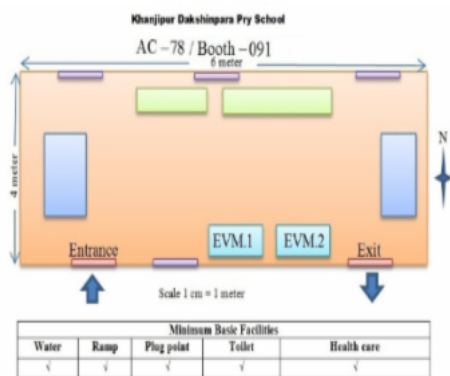 Khanjipur Dakshinpara Pry School
AC – 78 / Booth – 091
6 meter
4 meter
N
EVM.1 EVM.2
Entrance Exit
Scale 1 cm = 1 meter
Minimum Basic Facilities
Water Ramp Plug point Toilet Health care
√ √ √ √ √